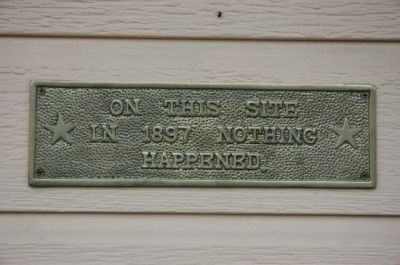 ON THIS SITE
IN 1897 NOTHING
HAPPENED.